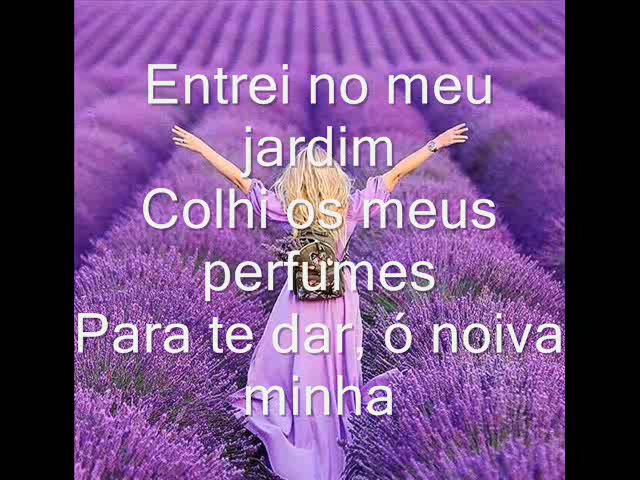 Entrei no meu
jardim
Colhi os meus
perfumes
Para te dar, ó noiva
minha